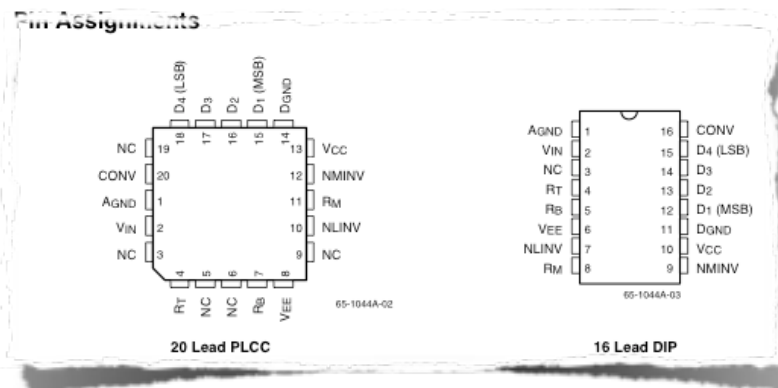 Pin Assignments
D4 (LSB)
D3
D2
D1 (MSB)
DGND
18
17
16
15
14
NC 19
CONV 20
AGND 1
VIN 2
NC 3
13 VCC
12 NMINV
11 RM
10 NLINV
9 NC
4
5
6
7
8
RT
NC
NC
RB
VEE
65-1044A-02
20 Lead PLCC
AGND 1 16 CONV
VIN 2 15 D4 (LSB)
NC 3 14 D3
RT 4 13 D2
RB 5 12 D1 (MSB)
VEE 6 11 DGND
NLINV 7 10 VCC
RM 8 9 NMINV
65-1044A-03
16 Lead DIP